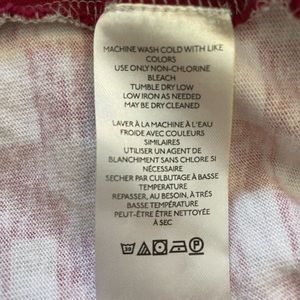 MACHINE WASH COLD WITH LIKE
COLORS
USE ONLY NON-CHLORINE
BLEACH
TUMBLE DRY LOW
LOW IRON AS NEEDED
MAY BE DRY CLEANED
LAVER À LA MACHINE À L'EAU
FROIDE AVEC COULEURS
SIMILAIRES
UTILISER UN AGENT DE
BLANCHIMENT SANS CHLORE SI
NÉCESSAIRE
SECHER PAR CULBUTAGE À BASSE
TEMPERATURE
REPASSER, AU BESOIN, À TRÉS
BASSE TEMPÉRATURE
PEUT-ÊTRE ÊTRE NETTOYÉE
À SEC
30
P